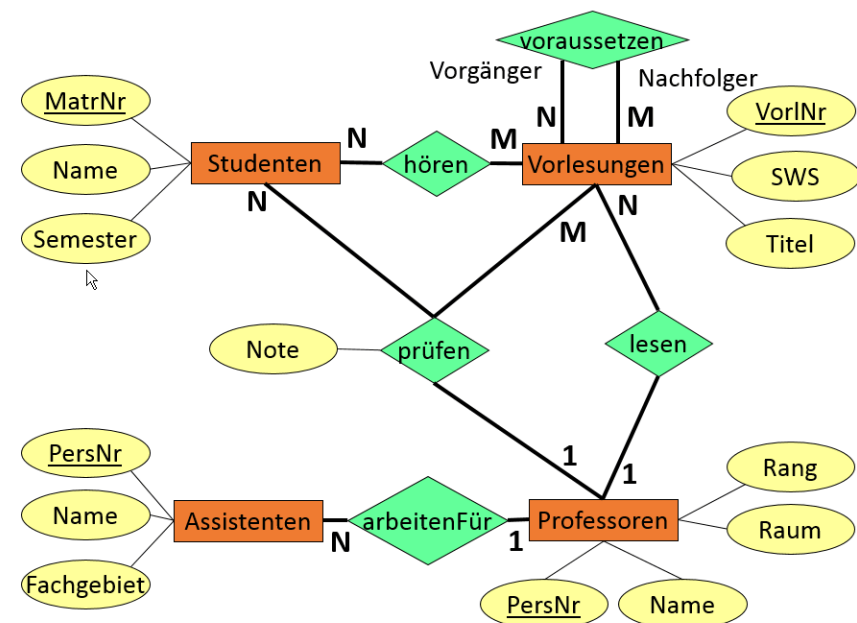 voraussetzen
Vorgänger
Nachfolger
MatrNr
N
M
VorlNr
N
M
Studenten
hören
Vorlesungen
Name
SWS
N
N
M
Semester
Titel
Note
prüfen
lesen
PersNr
1
1
Rang
Name
Assistenten
arbeitenFür
Professoren
Raum
N
1
Fachgebiet
PersNr
Name